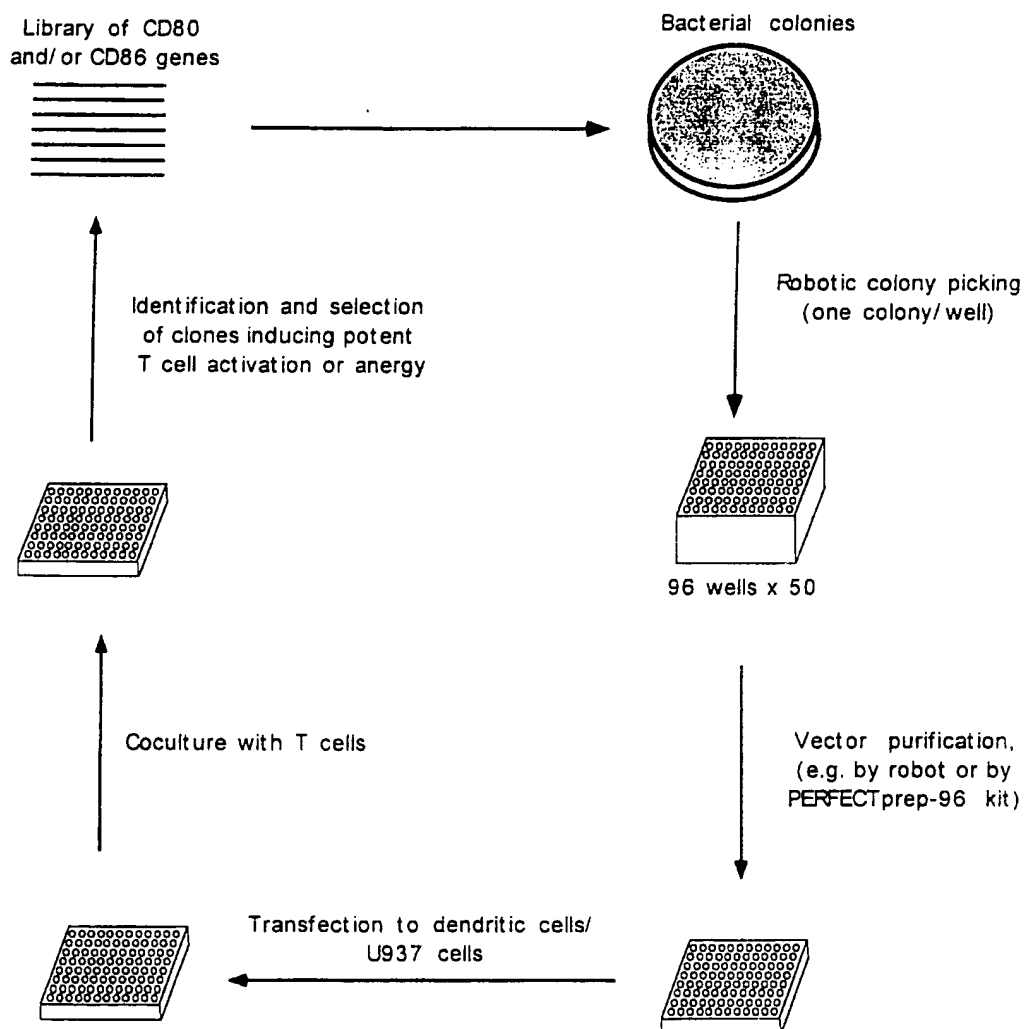 Library of CD80
and/or CD86 genes
Bacterial colonies
Robotic colony picking
(one colony/well)
Identification and selection
of clones inducing potent
T cell activation or anergy
96 wells x 50
Coculture with T cells
Vector purification,
(e.g. by robot or by
PERFECTprep-96 kit)
Transfection to dendritic cells/
U937 cells